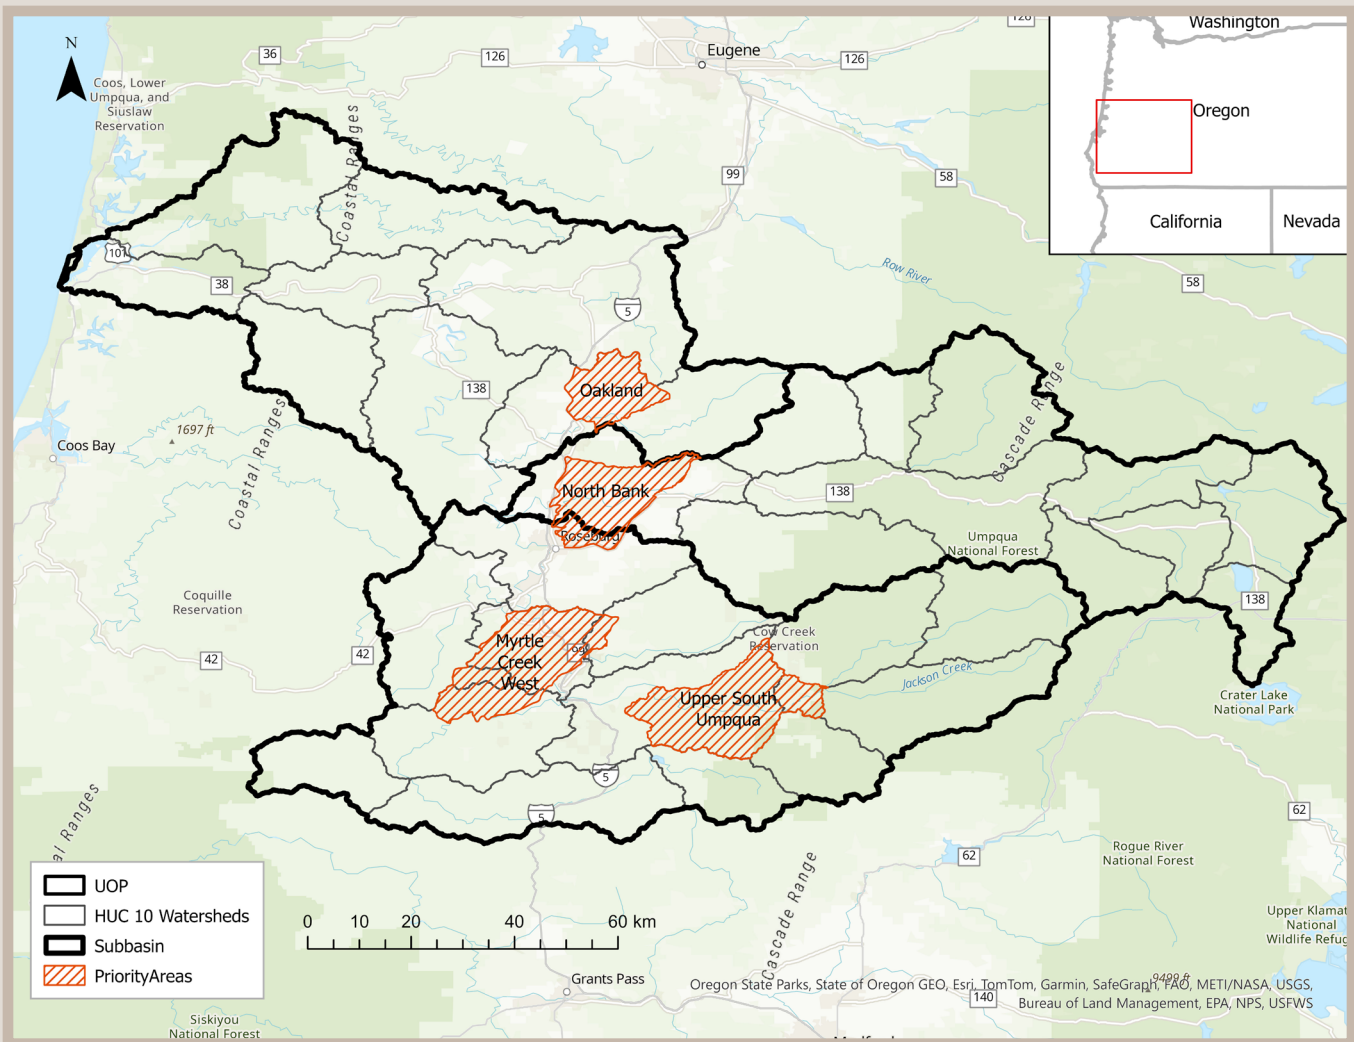 N
Coos, Lower
Umpqua, and
Siuslaw
Reservation
36
126
Eugene
126
126
Washington
Oregon
California
Nevada
Coastal Ranges
99
58
Row River
58
101
38
5
138
Oakland
Coos Bay
1697 ft
Coastal Ranges
North Bank
Roseburg
138
Cascade Range
Umpqua
National Forest
138
Coquille
Reservation
42
42
Myrtle
Creek
West
99
Cow Creek
Reservation
Upper South
Umpqua
Jackson Creek
Crater Lake
National Park
5
5
62
62
al Ranges
Rogue River
National Forest
Cascade Range
Upper Klamat
National
Wildlife Refug
UOP
HUC 10 Watersheds
Subbasin
PriorityAreas
0 10 20 40 60 km
Grants Pass
9499 ft
140
Oregon State Parks, State of Oregon GEO, Esri, TomTom, Garmin, SafeGraph, FAO, METI/NASA, USGS,
Bureau of Land Management, EPA, NPS, USFWS
Siskiyou
National Forest